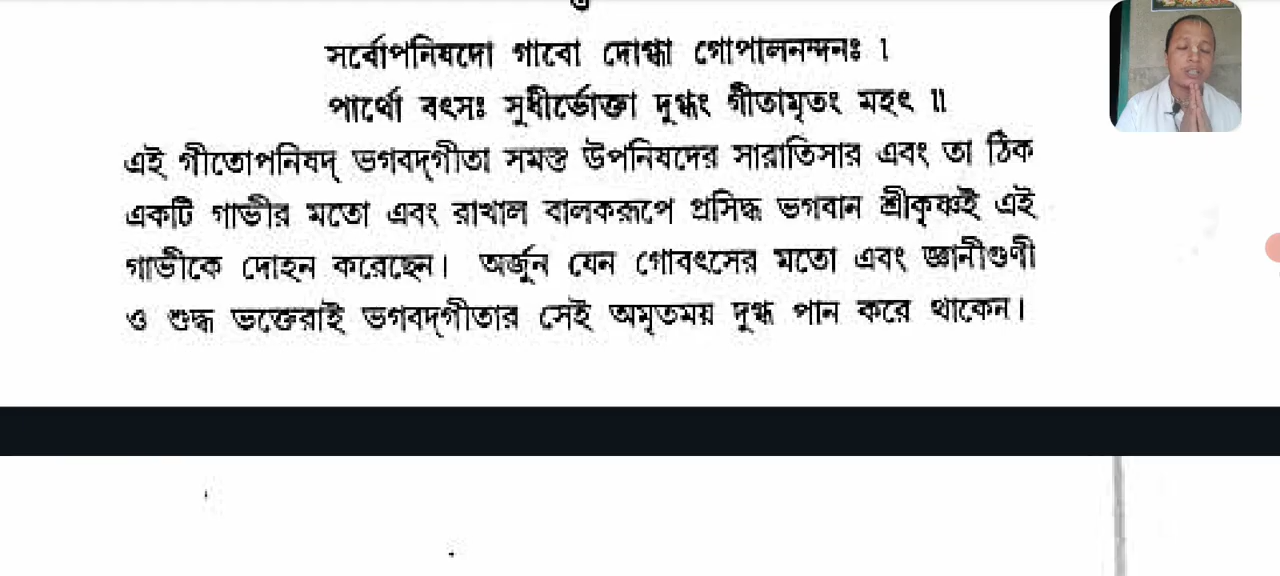 সর্বোপনিষদো গাবো দোগ্ধা গোপালনন্দনঃ ।
পার্থো বৎসঃ সুধীর্ভোক্তা দুগ্ধং গীতামৃতং মহৎ ॥
এই গীতোপনিষদ্ ভগবদ্‌গীতা সমস্ত উপনিষদের সারাতিসার এবং তা ঠিক
একটি গাভীর মতো এবং রাখাল বালকরূপে প্রসিদ্ধ ভগবান শ্রীকৃষ্ণই এই
গাভীকে দোহন করেছেন। অর্জুন যেন গোবৎসের মতো এবং জ্ঞানীগুণী
ও শুদ্ধ ভক্তেরাই ভগবদ্‌গীতার সেই অমৃতময় দুগ্ধ পান করে থাকেন।